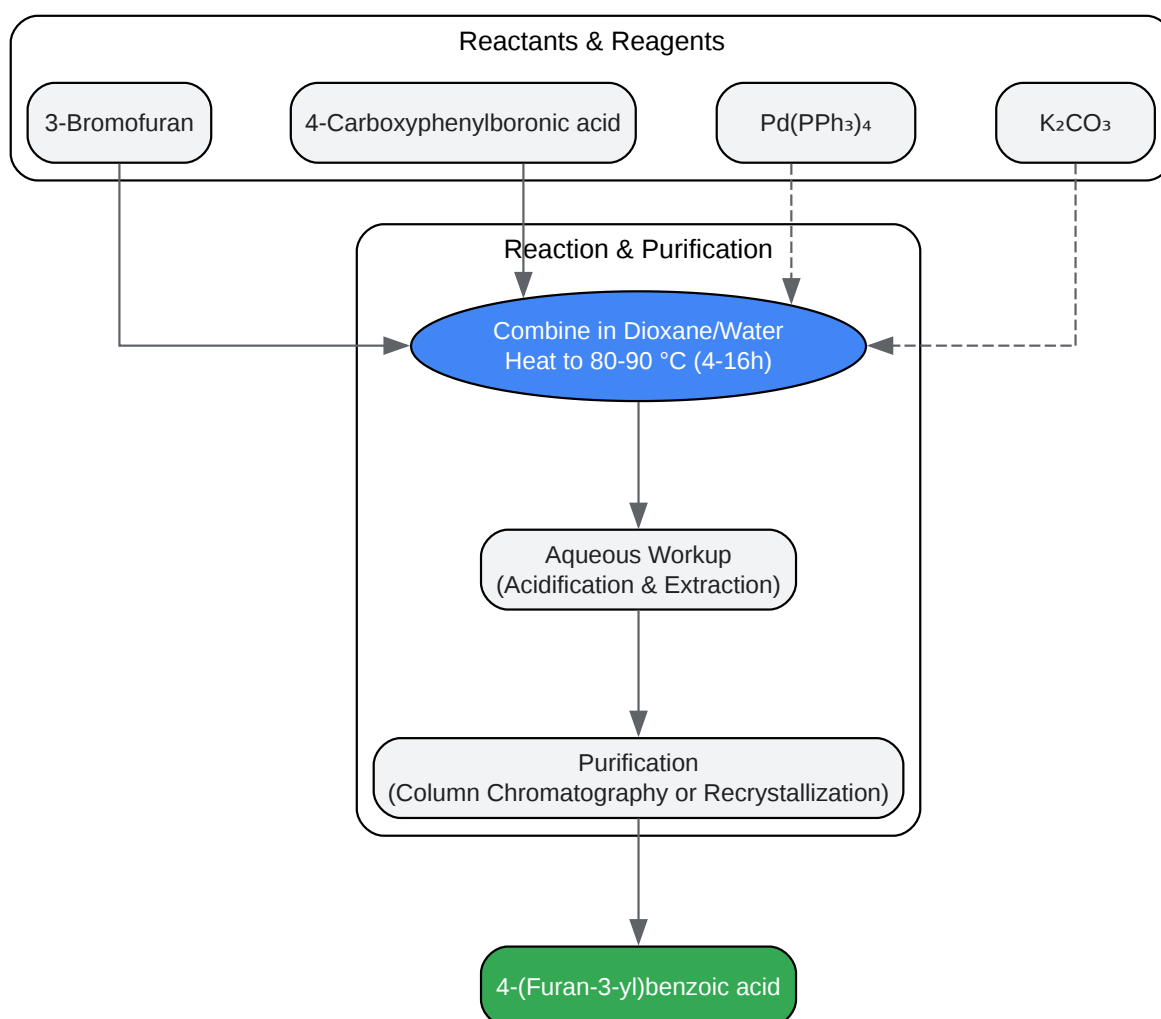 Reactants & Reagents
3-Bromofuran
4-Carboxyphenylboronic acid
Pd(PPh₃)₄
K₂CO₃
Reaction & Purification
Combine in Dioxane/Water
Heat to 80-90 °C (4-16h)
Aqueous Workup
(Acidification & Extraction)
Purification
(Column Chromatography or Recrystallization)
4-(Furan-3-yl)benzoic acid